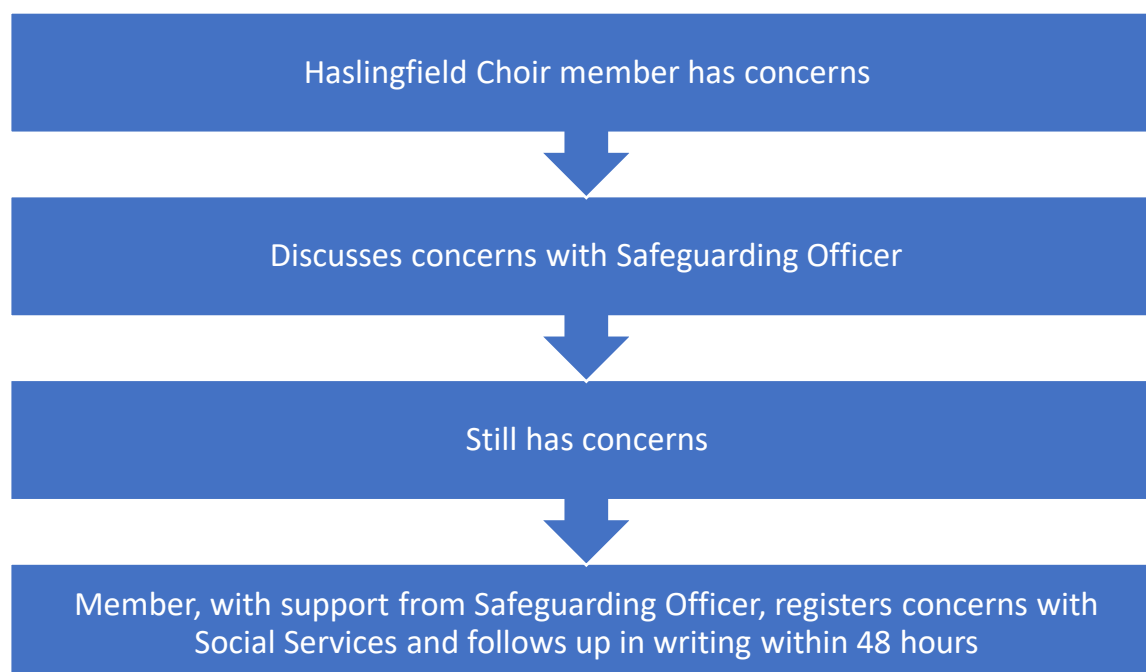 Haslingfield Choir member has concerns
Discusses concerns with Safeguarding Officer
Still has concerns
Member, with support from Safeguarding Officer, registers concerns with
Social Services and follows up in writing within 48 hours